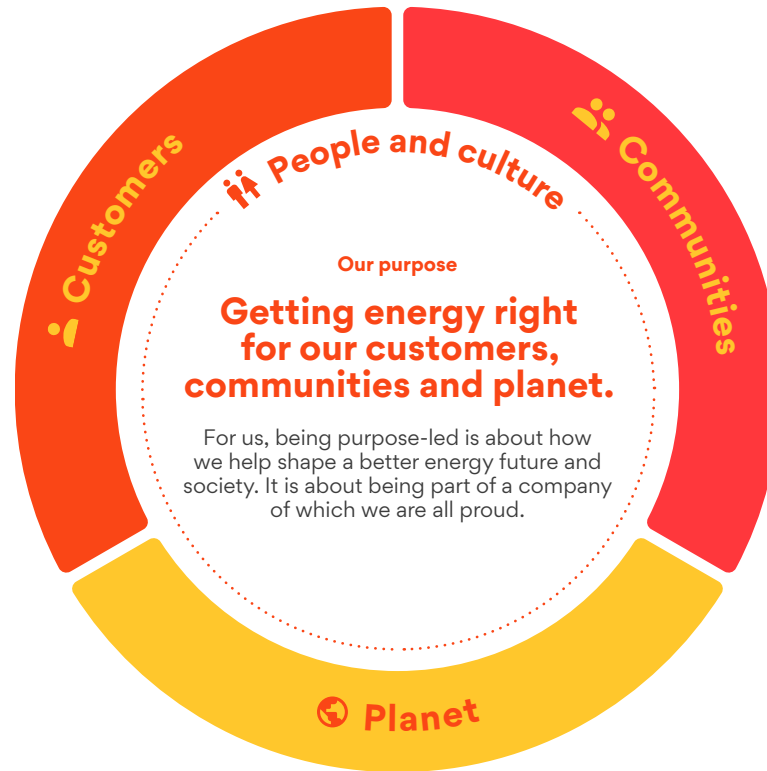 Customers
Communities
People and culture
Our purpose
Getting energy right
for our customers,
communities and planet.
For us, being purpose-led is about how
we help shape a better energy future and
society. It is about being part of a company
of which we are all proud.
Planet